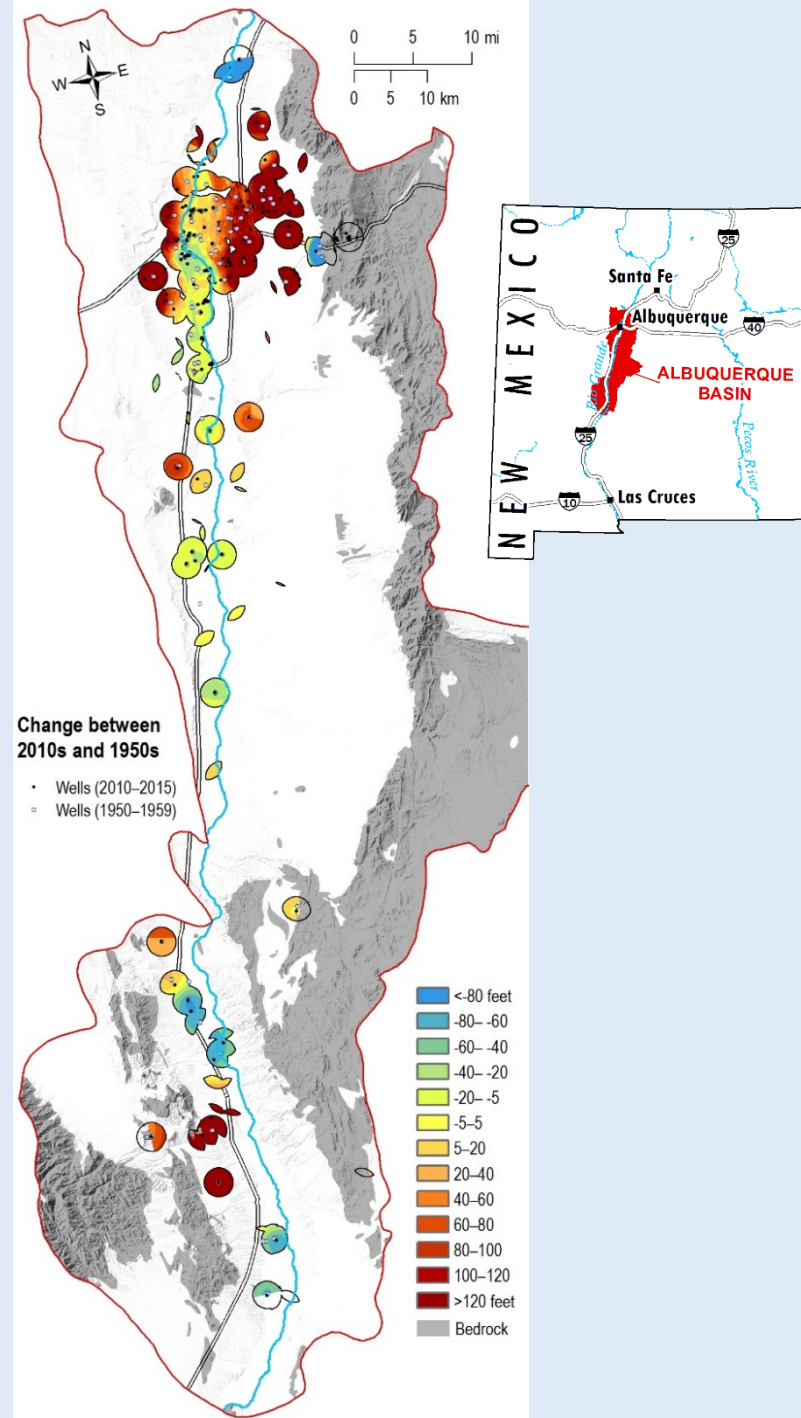 N
W E
S
0 5 10 mi
0 5 10 km
NEW MEXICO
25
Santa Fe
Albuquerque
40
Rio Grande
ALBUQUERQUE
BASIN
25
Pecos River
10
Las Cruces
Change between
2010s and 1950s
Wells (2010–2015)
Wells (1950–1959)
<-80 feet
-80– -60
-60– -40
-40– -20
-20– -5
-5–5
5–20
20–40
40–60
60–80
80–100
100–120
>120 feet
Bedrock